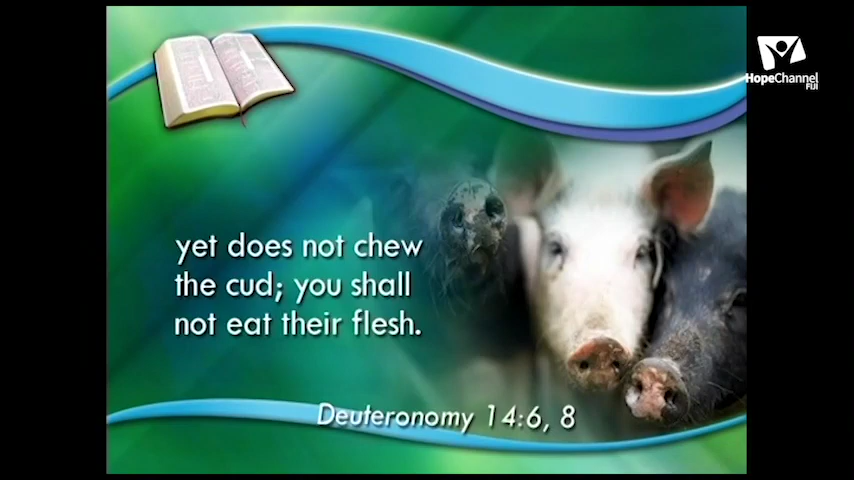 HopeChannel
FIJI
yet does not chew
the cud; you shall
not eat their flesh.
Deuteronomy 14:6, 8